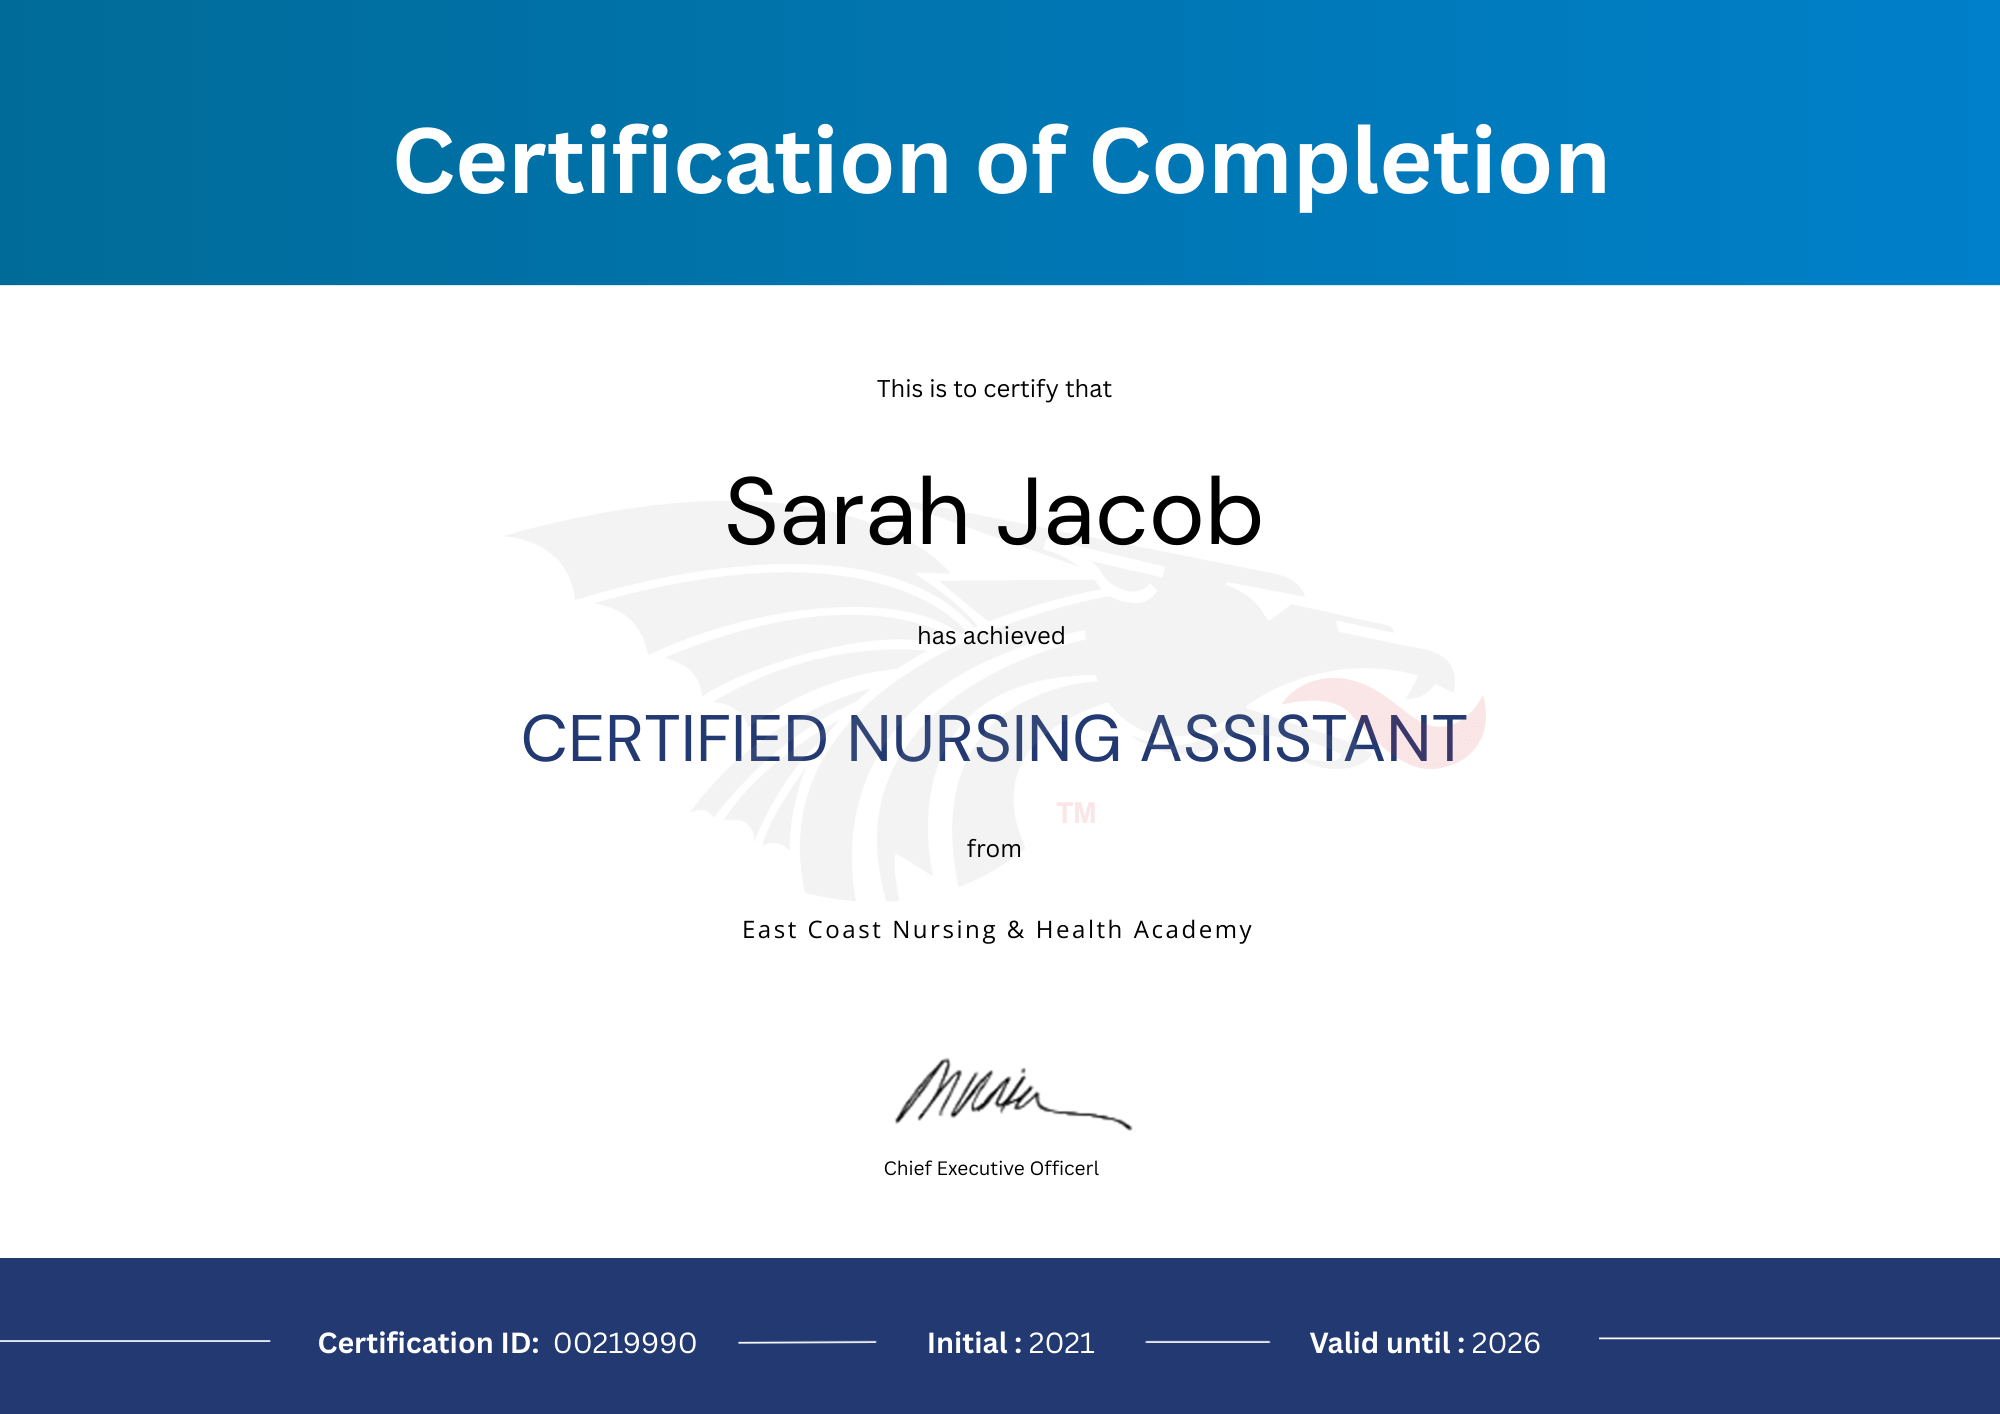 Certification of Completion
This is to certify that
Sarah Jacob
has achieved
CERTIFIED NURSING ASSISTANT
TM
from
East Coast Nursing & Health Academy
Chief Executive Officerl
Certification ID: 00219990 Initial : 2021 Valid until : 2026